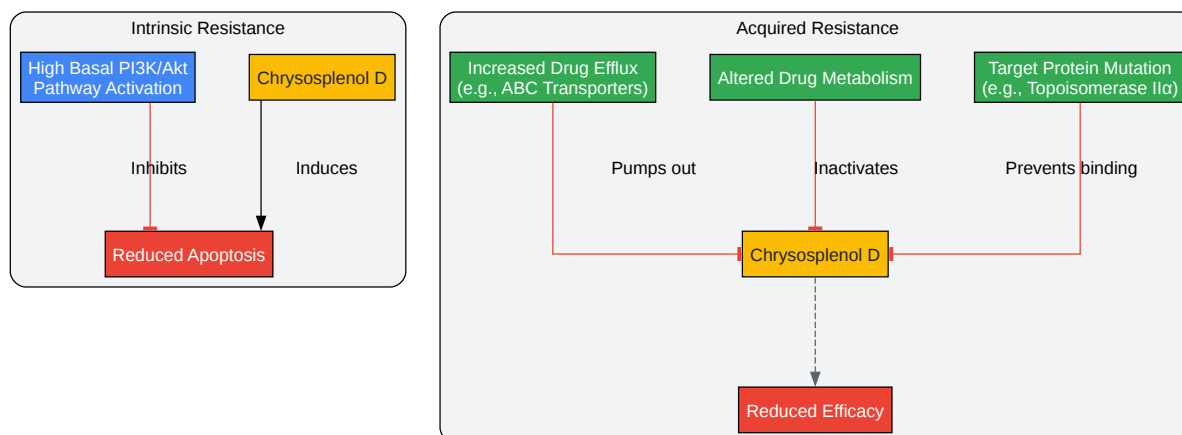 Intrinsic Resistance
High Basal PI3K/Akt
Pathway Activation
Chrysosplenol D
Inhibits
Induces
Reduced Apoptosis
Acquired Resistance
Increased Drug Efflux
(e.g., ABC Transporters)
Altered Drug Metabolism
Target Protein Mutation
(e.g., Topoisomerase IIα)
Pumps out
Inactivates
Prevents binding
Chrysosplenol D
Reduced Efficacy